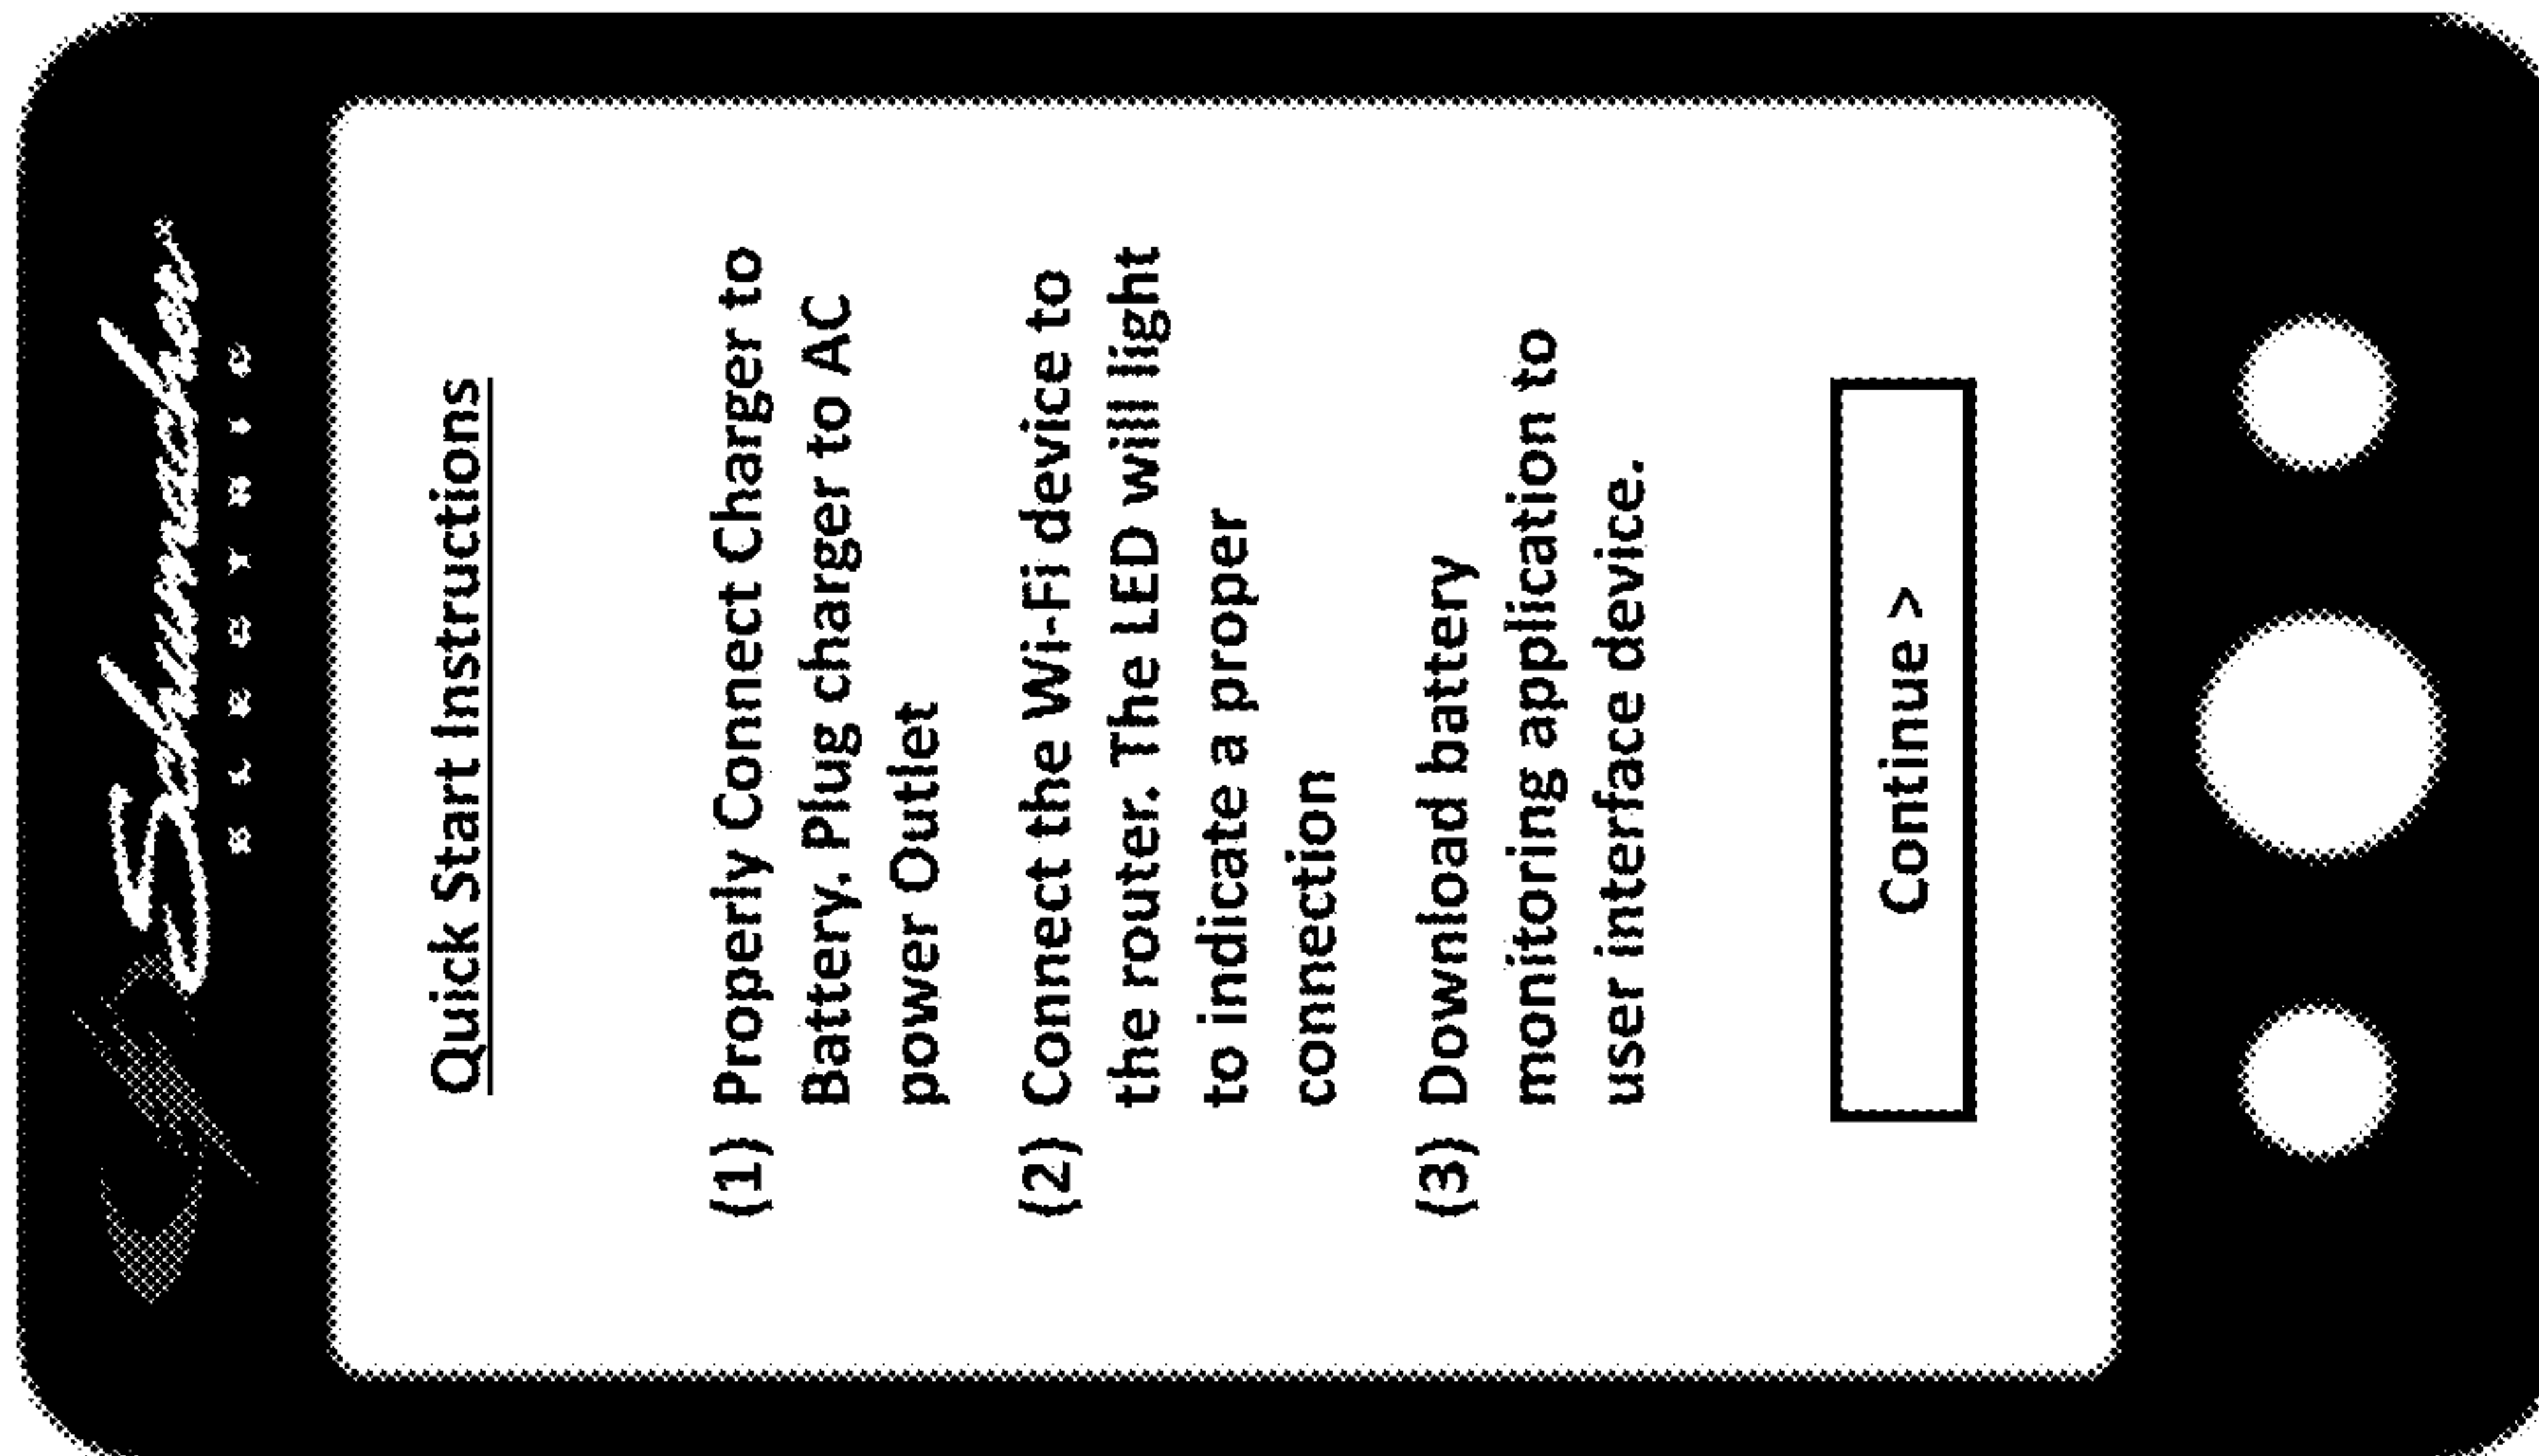 Schumacher
ELECTRIC
Quick Start Instructions
(1) Properly Connect Charger to
Battery. Plug charger to AC
power Outlet
(2) Connect the Wi-Fi device to
the router. The LED will light
to indicate a proper
connection
(3) Download battery
monitoring application to
user interface device.
Continue >